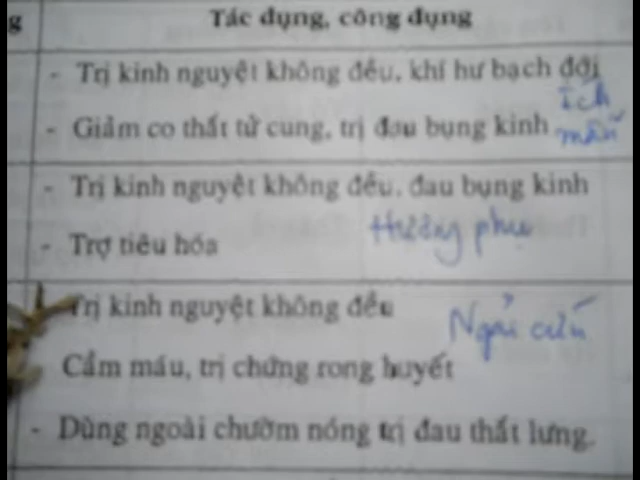 g
Tác dụng, công dụng
- Trị kinh nguyệt không đều, khí hư bạch đới
Ích
- Giảm co thắt tử cung, trị đau bụng kinh
mẫu
- Trị kinh nguyệt không đều, đau bụng kinh
Hương phụ
- Trợ tiêu hóa
Trị kinh nguyệt không đều
Ngải cứu
Cầm máu, trị chứng rong huyết
- Dùng ngoài chườm nóng trị đau thắt lưng.